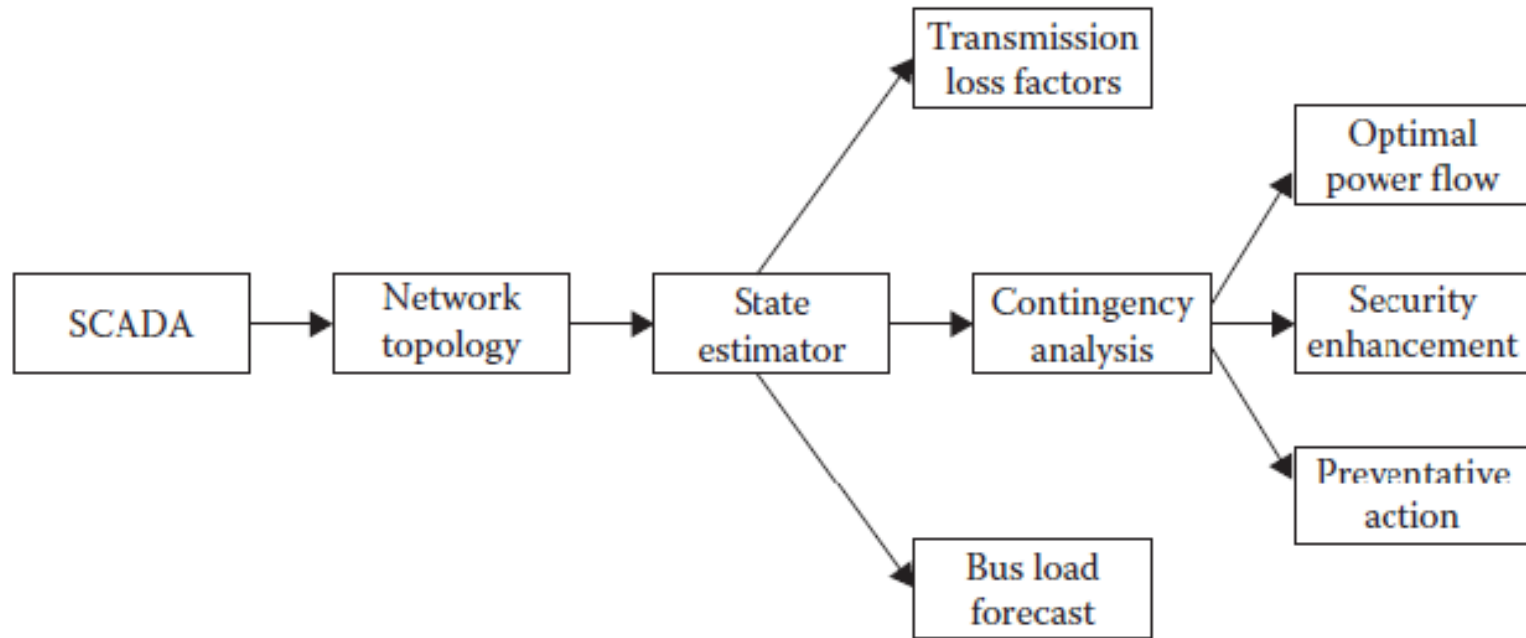 Transmission
loss factors
Optimal
power flow
SCADA
Network
topology
State
estimator
Contingency
analysis
Security
enhancement
Preventative
action
Bus load
forecast